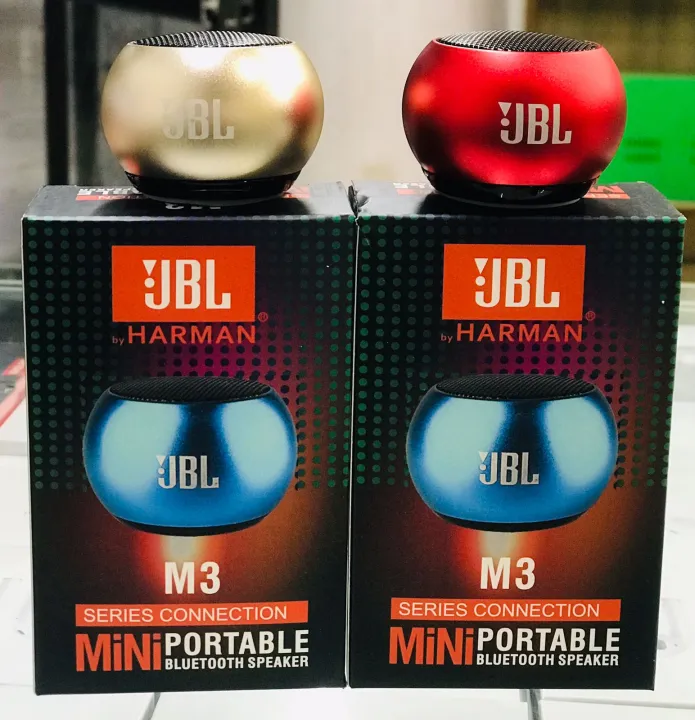 JBL
JBL
JBL
by HARMAN®
JBL
M3
SERIES CONNECTION
MiNi PORTABLE
BLUETOOTH SPEAKER
JBL
by HARMAN®
JBL
M3
SERIES CONNECTION
MiNi PORTABLE
BLUETOOTH SPEAKER